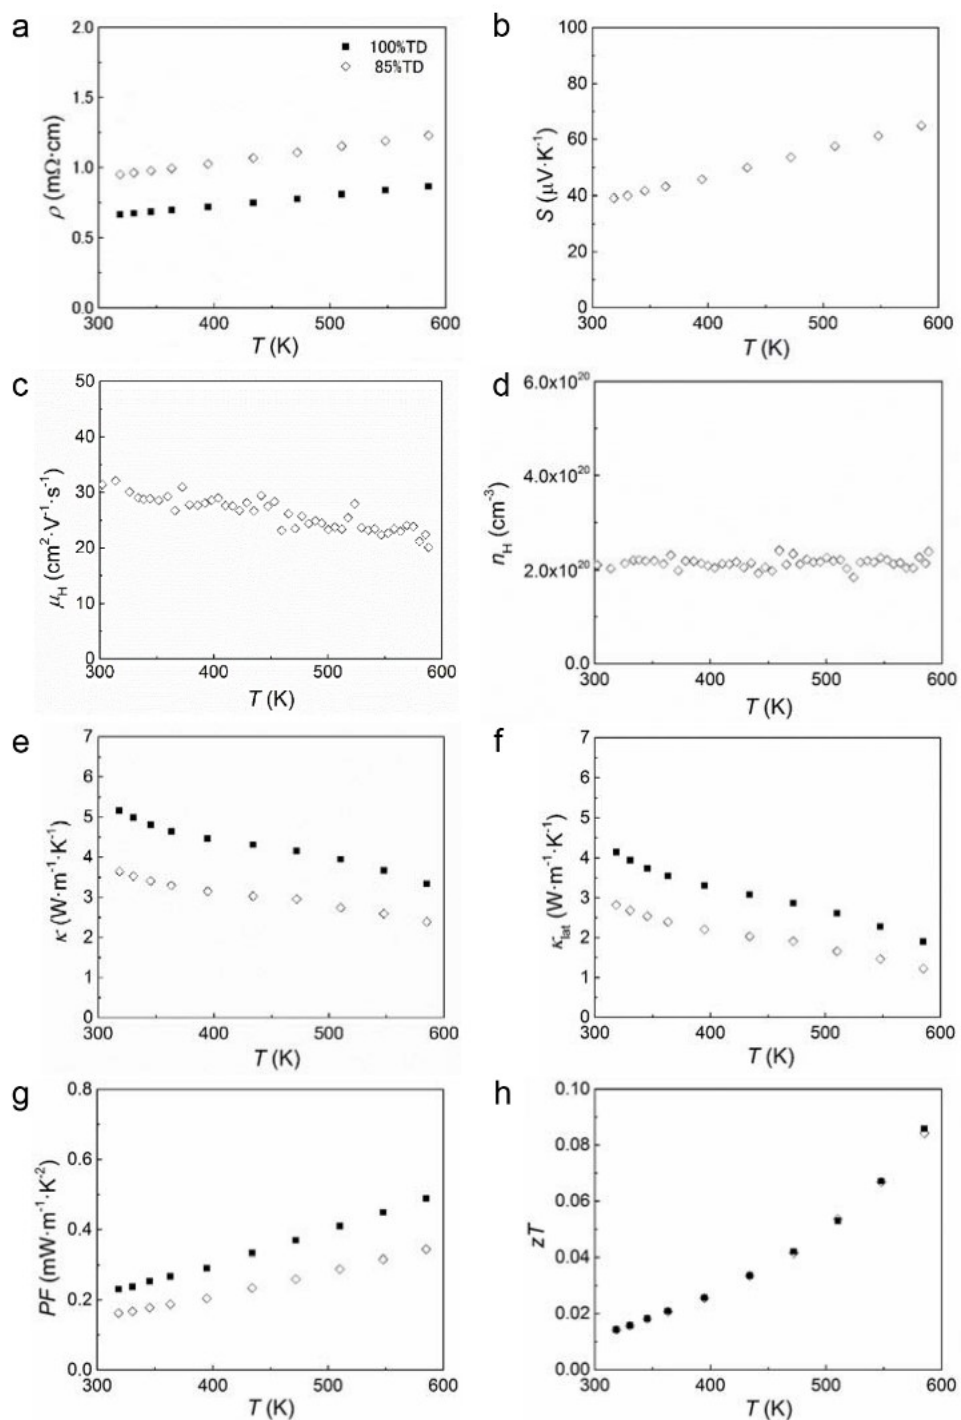 a
2.0
1.5
1.0
0.5
0.0
ρ (mΩ·cm)
100%TD
85%TD
300
400
500
600
T (K)
b
100
80
60
40
20
0
S (μV·K⁻¹)
300
400
500
600
T (K)
c
50
40
30
20
10
0
μH (cm²·V⁻¹·s⁻¹)
300
400
500
600
T (K)
d
6.0x10²⁰
4.0x10²⁰
2.0x10²⁰
0.0
nH (cm⁻³)
300
400
500
600
T (K)
e
7
6
5
4
3
2
1
0
κ (W·m⁻¹·K⁻¹)
300
400
500
600
T (K)
f
7
6
5
4
3
2
1
0
κlat (W·m⁻¹·K⁻¹)
300
400
500
600
T (K)
g
0.8
0.6
0.4
0.2
0.0
PF (mW·m⁻¹·K⁻²)
300
400
500
600
T (K)
h
0.10
0.08
0.06
0.04
0.02
0.00
zT
300
400
500
600
T (K)